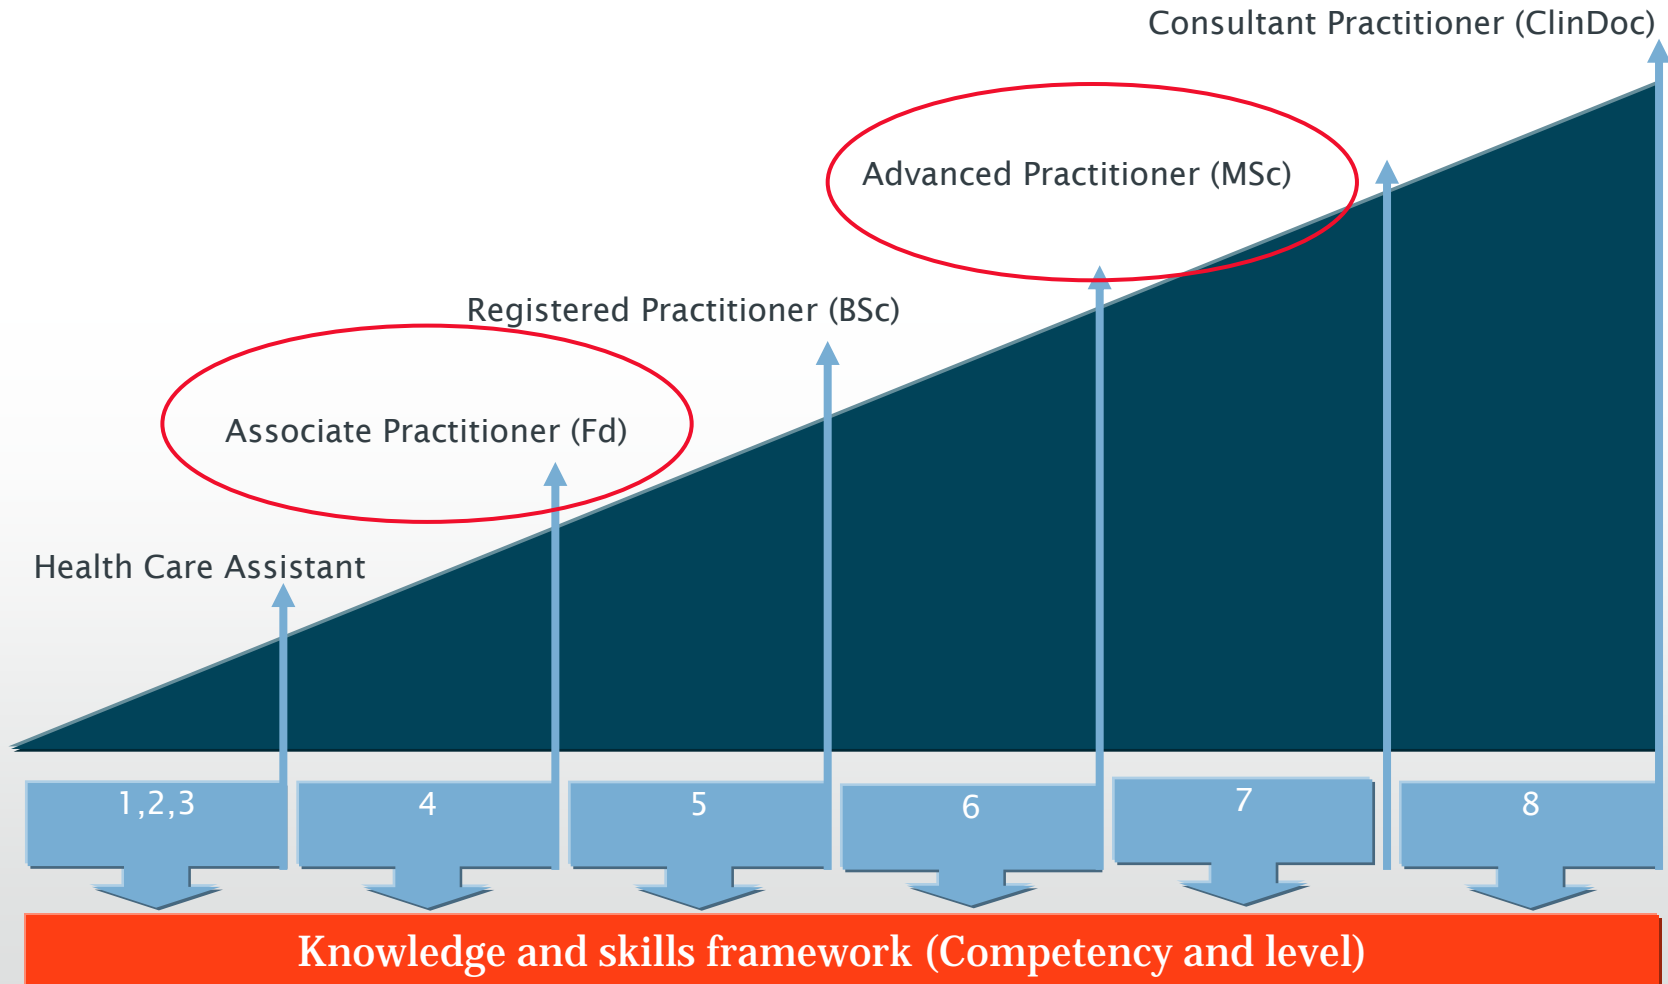 Consultant Practitioner (ClinDoc)
Advanced Practitioner (MSc)
Registered Practitioner (BSc)
Associate Practitioner (Fd)
Health Care Assistant
1,2,3
4
5
6
7
8
Knowledge and skills framework (Competency and level)